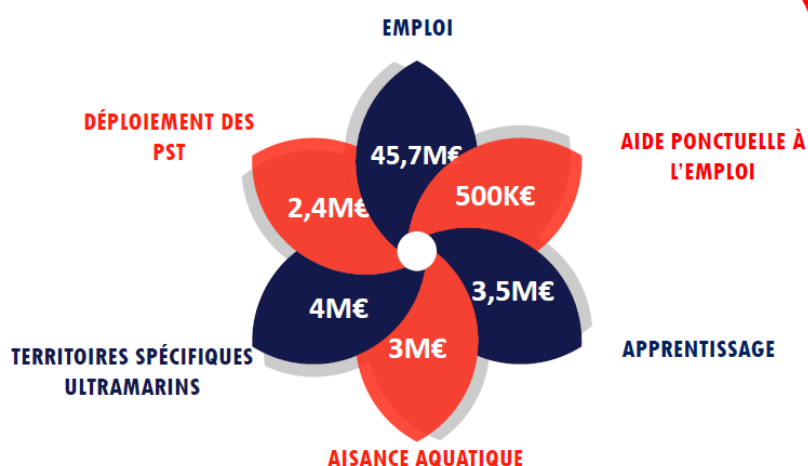 EMPLOI
DÉPLOIEMENT DES
PST
45,7M€
AIDE PONCTUELLE À
L'EMPLOI
500K€
2,4M€
3,5M€
4M€
3M€
TERRITOIRES SPÉCIFIQUES
ULTRAMARINS
APPRENTISSAGE
AISANCE AQUATIQUE